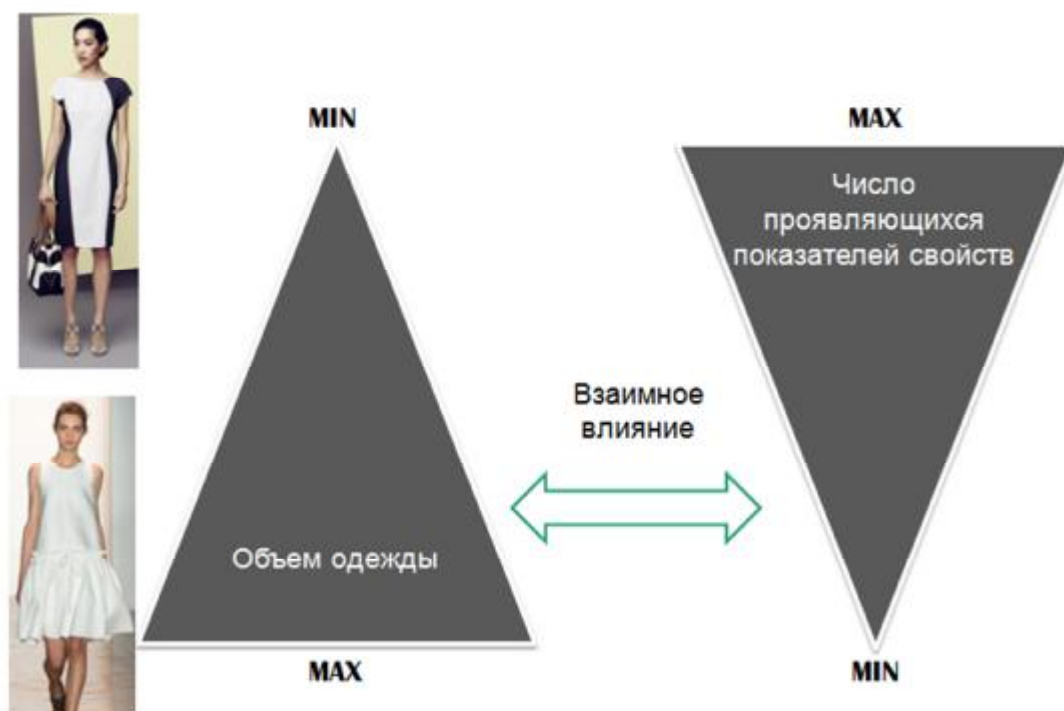 MIN
MAX
Число
проявляющихся
показателей свойств
Взаимное
влияние
Объем одежды
MAX
MIN